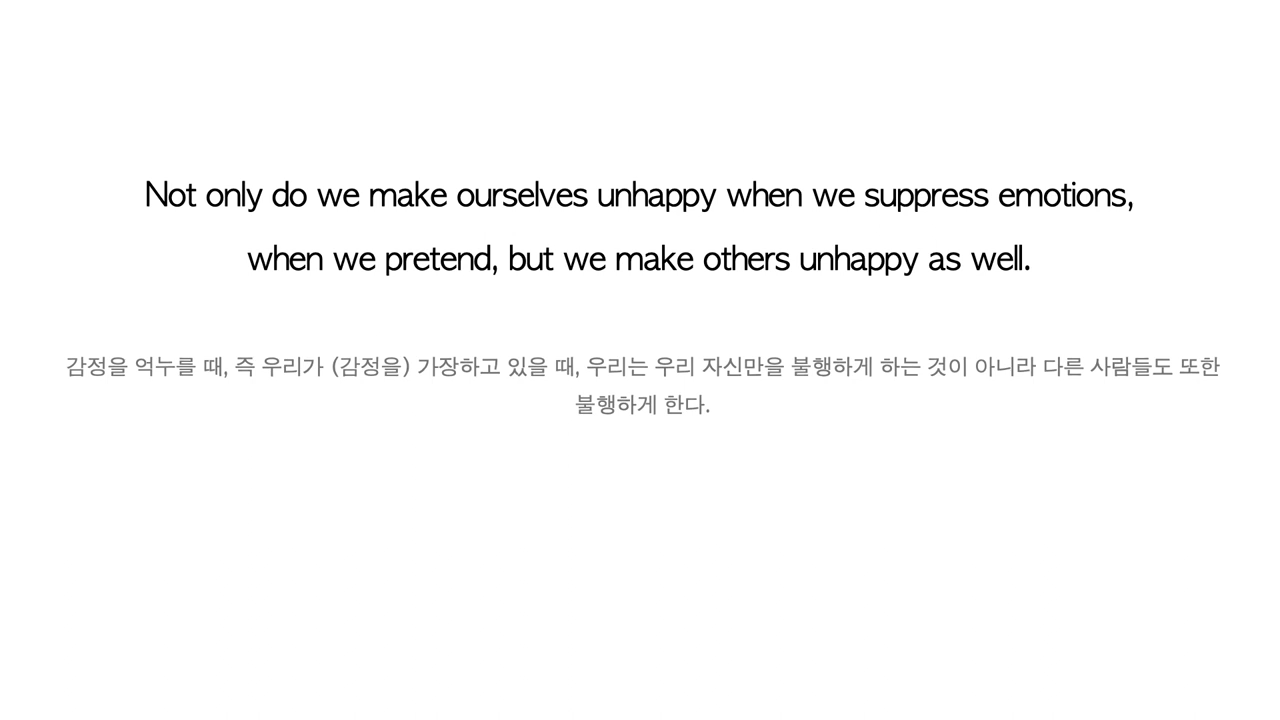 Not only do we make ourselves unhappy when we suppress emotions,
when we pretend, but we make others unhappy as well.
감정을 억누를 때, 즉 우리가 (감정을) 가장하고 있을 때, 우리는 우리 자신만을 불행하게 하는 것이 아니라 다른 사람들도 또한
불행하게 한다.